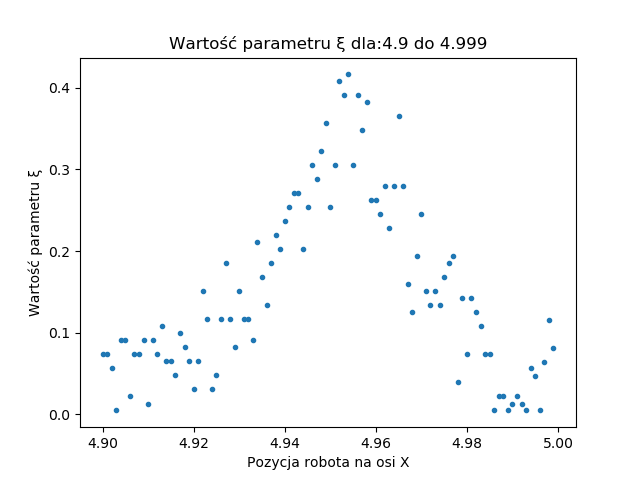 Wartość parametru ξ dla:4.9 do 4.999
Wartość parametru ξ
0.4
0.3
0.2
0.1
0.0
4.90 4.92 4.94 4.96 4.98 5.00
Pozycja robota na osi X